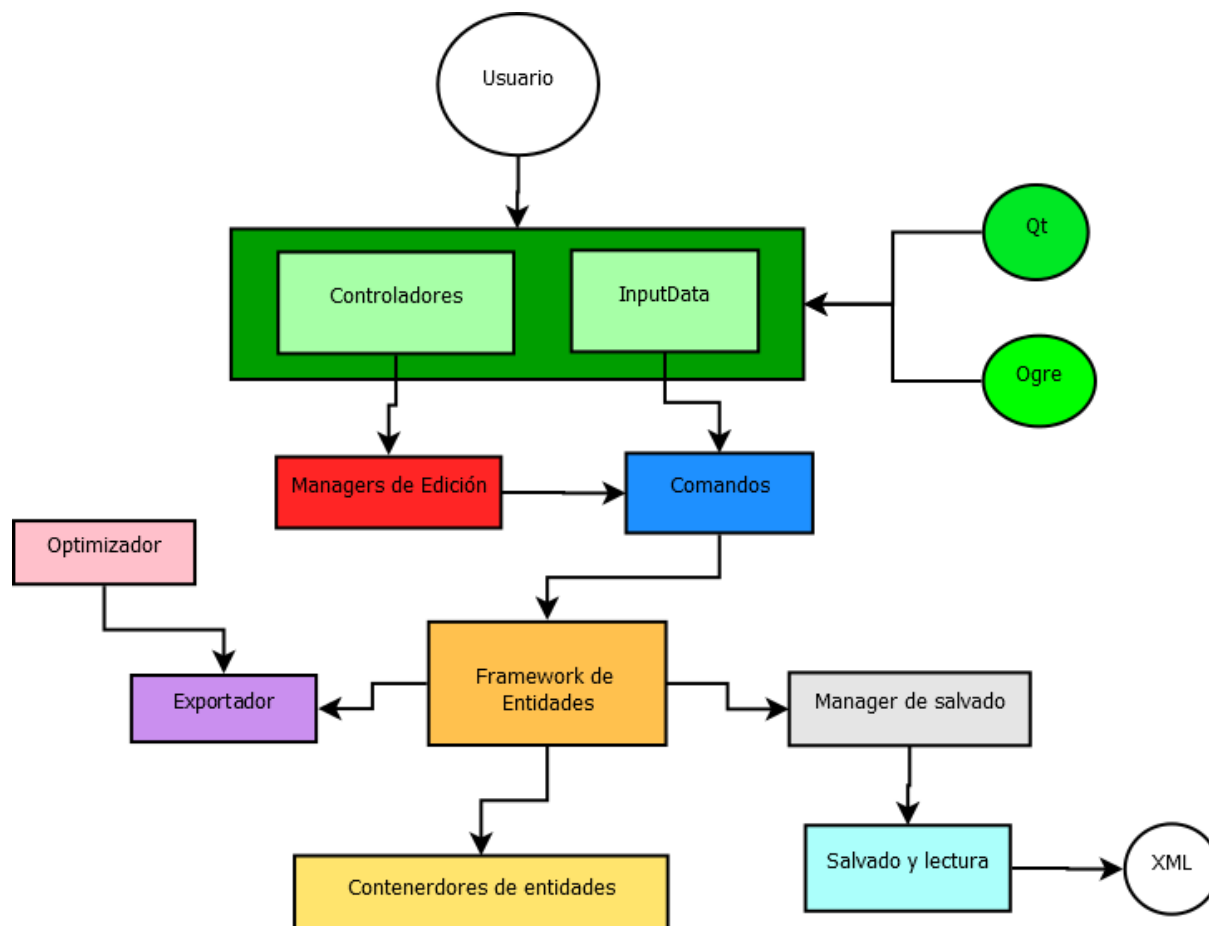 Usuario
Qt
Controladores
InputData
Ogre
Managers de Edición
Comandos
Optimizador
Exportador
Framework de
Entidades
Manager de salvado
Salvado y lectura
XML
Contenerdores de entidades